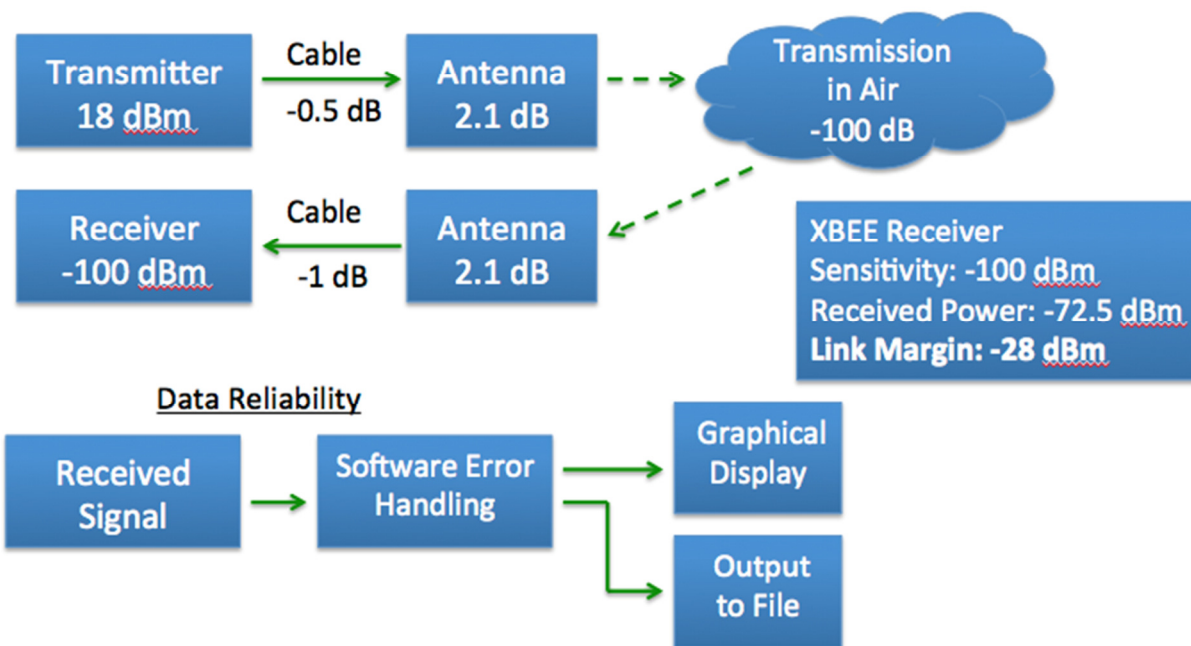 Transmitter
18 dBm
Cable
-0.5 dB
Antenna
2.1 dB
Transmission
in Air
-100 dB
Receiver
-100 dBm
Cable
-1 dB
Antenna
2.1 dB
XBEE Receiver
Sensitivity: -100 dBm
Received Power: -72.5 dBm
Link Margin: -28 dBm
Data Reliability
Received
Signal
Software Error
Handling
Graphical
Display
Output
to File